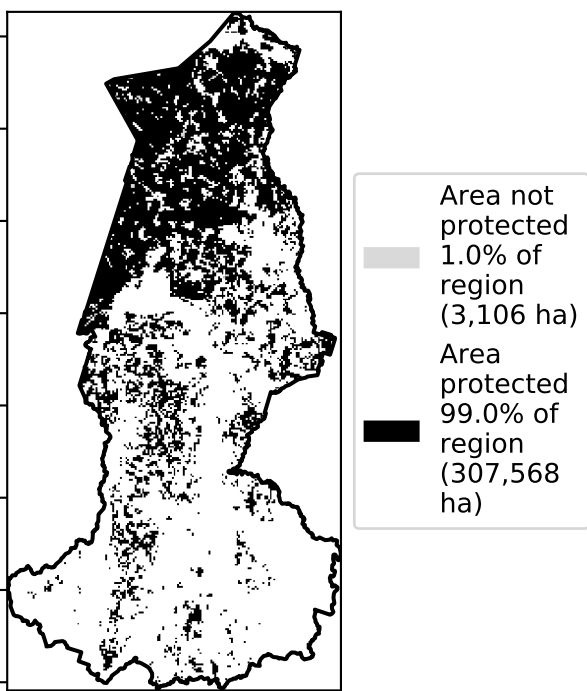 Area not
protected
1.0% of
region
(3,106 ha)
Area
protected
99.0% of
region
(307,568
ha)